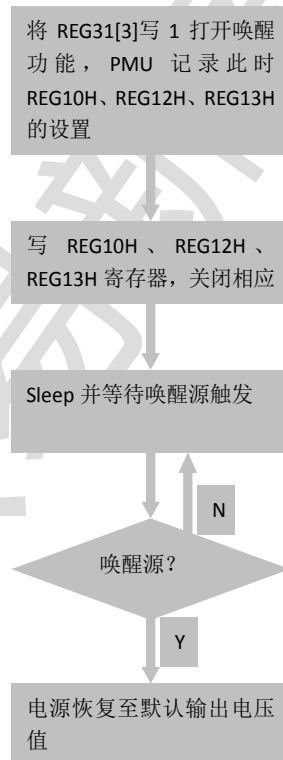 将 REG31[3]写 1 打开唤醒
功能，PMU 记录此时
REG10H、REG12H、REG13H
的设置
写 REG10H、REG12H、
REG13H 寄存器，关闭相应
Sleep 并等待唤醒源触发
N
唤醒源？
Y
电源恢复至默认输出电压
值